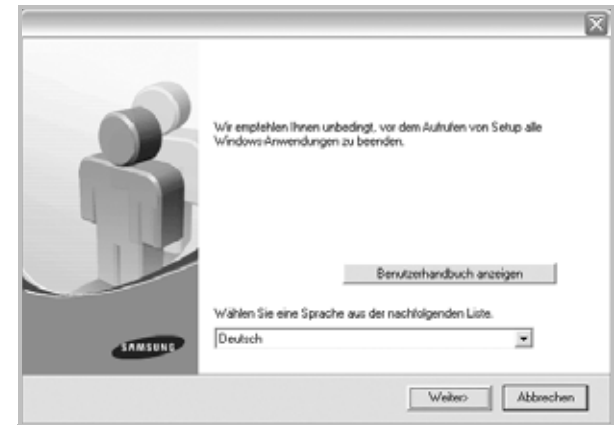 Wir empfehlen Ihnen unbedingt, vor dem Aufrufen von Setup alle
Windows-Anwendungen zu beenden.
Benutzerhandbuch anzeigen
Wählen Sie eine Sprache aus der nachfolgenden Liste.
Deutsch
SAMSUNG
Weiter>
Abbrechen